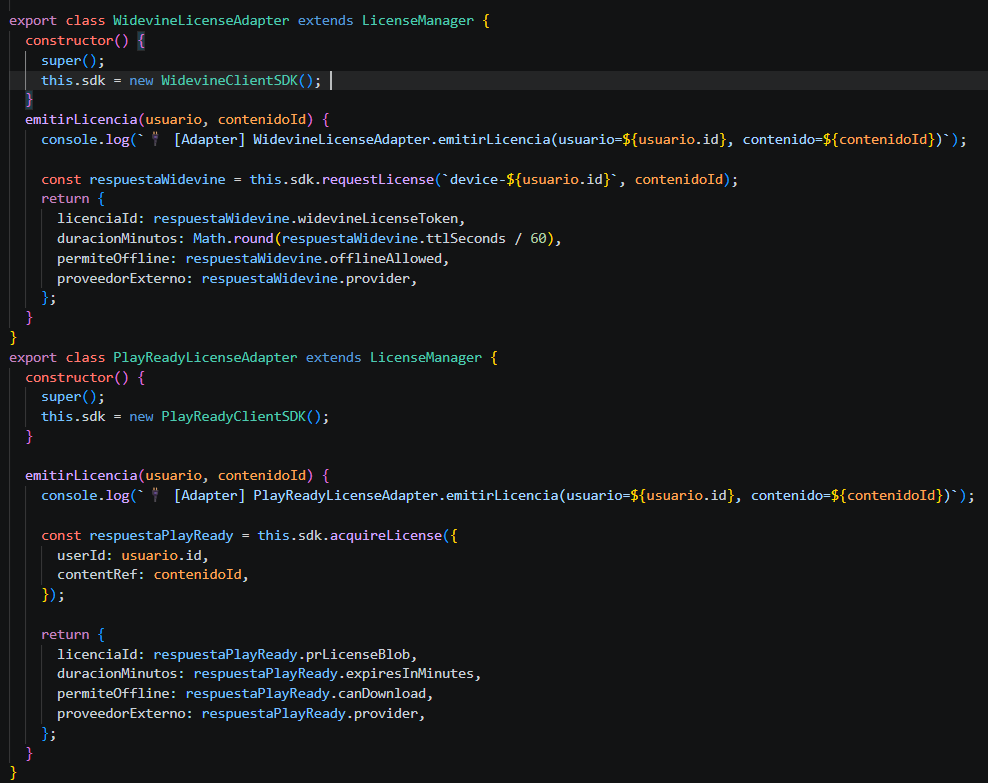 export class WidevineLicenseAdapter extends LicenseManager {
  constructor() {
    super();
    this.sdk = new WidevineClientSDK();
  }
  emitirLicencia(usuario, contenidoId) {
    console.log(`🔌 [Adapter] WidevineLicenseAdapter.emitirLicencia(usuario=${usuario.id}, contenido=${contenidoId})`);

    const respuestaWidevine = this.sdk.requestLicense(`device-${usuario.id}`, contenidoId);
    return {
      licenciaId: respuestaWidevine.widevineLicenseToken,
      duracionMinutos: Math.round(respuestaWidevine.ttlSeconds / 60),
      permiteOffline: respuestaWidevine.offlineAllowed,
      proveedorExterno: respuestaWidevine.provider,
    };
  }
}
export class PlayReadyLicenseAdapter extends LicenseManager {
  constructor() {
    super();
    this.sdk = new PlayReadyClientSDK();
  }

  emitirLicencia(usuario, contenidoId) {
    console.log(`🔌 [Adapter] PlayReadyLicenseAdapter.emitirLicencia(usuario=${usuario.id}, contenido=${contenidoId})`);

    const respuestaPlayReady = this.sdk.acquireLicense({
      userId: usuario.id,
      contentRef: contenidoId,
    });

    return {
      licenciaId: respuestaPlayReady.prLicenseBlob,
      duracionMinutos: respuestaPlayReady.expiresInMinutes,
      permiteOffline: respuestaPlayReady.canDownload,
      proveedorExterno: respuestaPlayReady.provider,
    };
  }
}